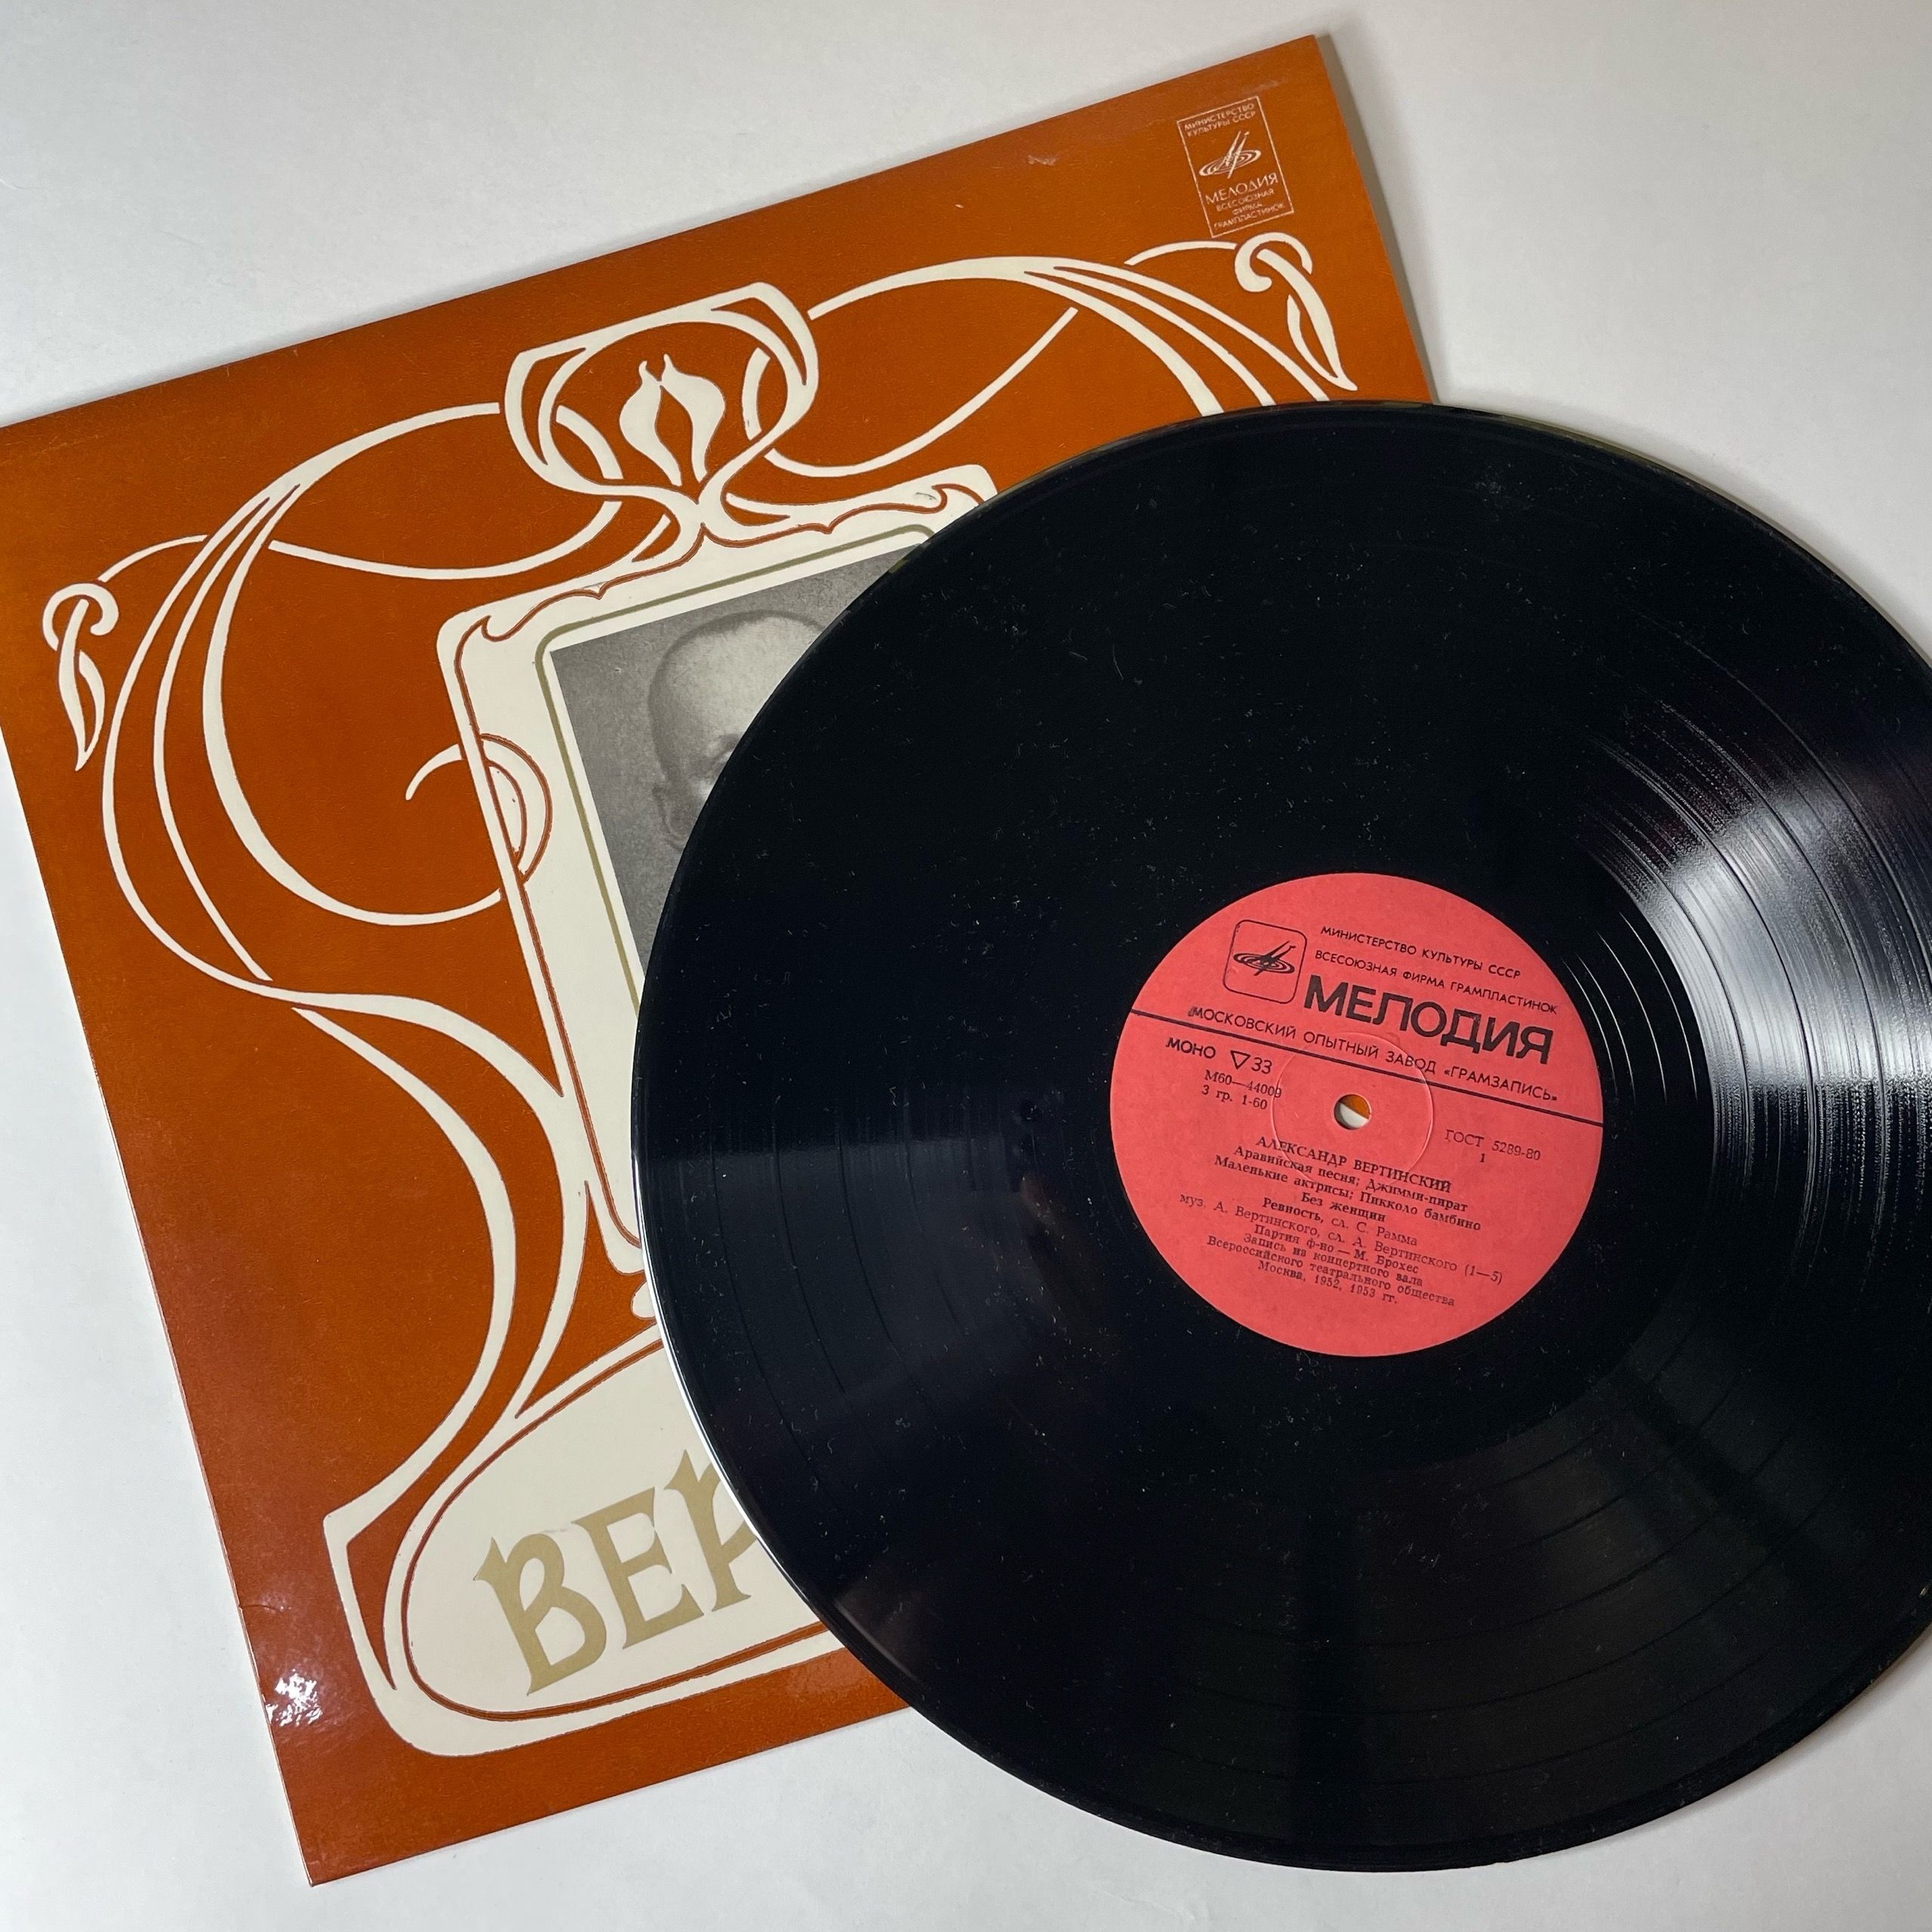 МИНИСТЕРСТВО
КУЛЬТУРЫ СССР
МЕЛОДИЯ
ВСЕСОЮЗНАЯ
ФИРМА
ГРАМПЛАСТИНОК
ВЕР
МИНИСТЕРСТВО КУЛЬТУРЫ СССР
ВСЕСОЮЗНАЯ ФИРМА ГРАМПЛАСТИНОК
МЕЛОДИЯ
МОСКОВСКИЙ ОПЫТНЫЙ ЗАВОД «ГРАМЗАПИСЬ»
МОНО 33
М60—44009
3 гр. 1-60
ГОСТ 5289-80
1
АЛЕКСАНДР ВЕРТИНСКИЙ
Аравийская песня; Джимми-пират
Маленькие актрисы; Пикколо бамбино
Без женщин
Ревность, сл. С. Рамма
муз. А. Вертинского, сл. А. Вертинского (1—5)
Партия ф-но — М. Брохес
Запись из концертного зала
Всероссийского театрального общества
Москва, 1952, 1953 гг.